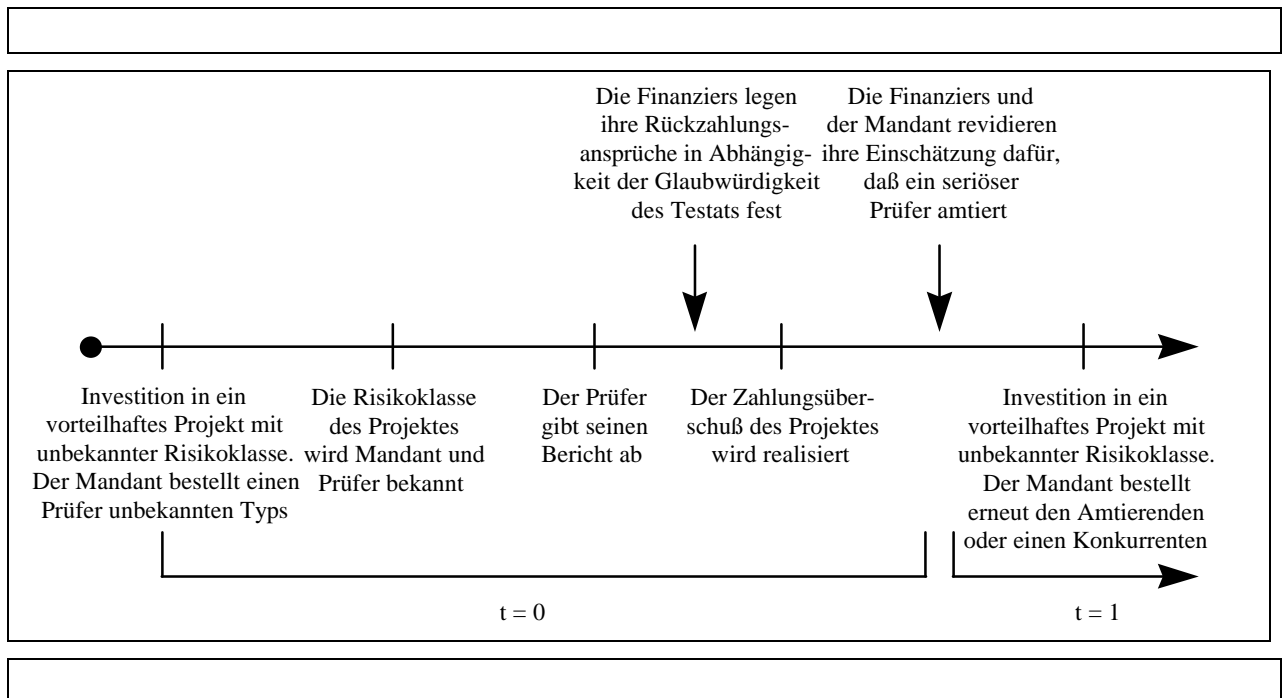 Die Finanziers legen
ihre Rückzahlungs-
ansprüche in Abhängig-
keit der Glaubwürdigkeit
des Testats fest
Die Finanziers und
der Mandant revidieren
ihre Einschätzung dafür,
daß ein seriöser
Prüfer amtiert
Investition in ein
vorteilhaftes Projekt mit
unbekannter Risikoklasse.
Der Mandant bestellt einen
Prüfer unbekannten Typs
Die Risikoklasse
des Projektes
wird Mandant und
Prüfer bekannt
Der Prüfer
gibt seinen
Bericht ab
Der Zahlungsüber-
schuß des Projektes
wird realisiert
Investition in ein
vorteilhaftes Projekt mit
unbekannter Risikoklasse.
Der Mandant bestellt
erneut den Amtierenden
oder einen Konkurrenten
t = 0
t = 1